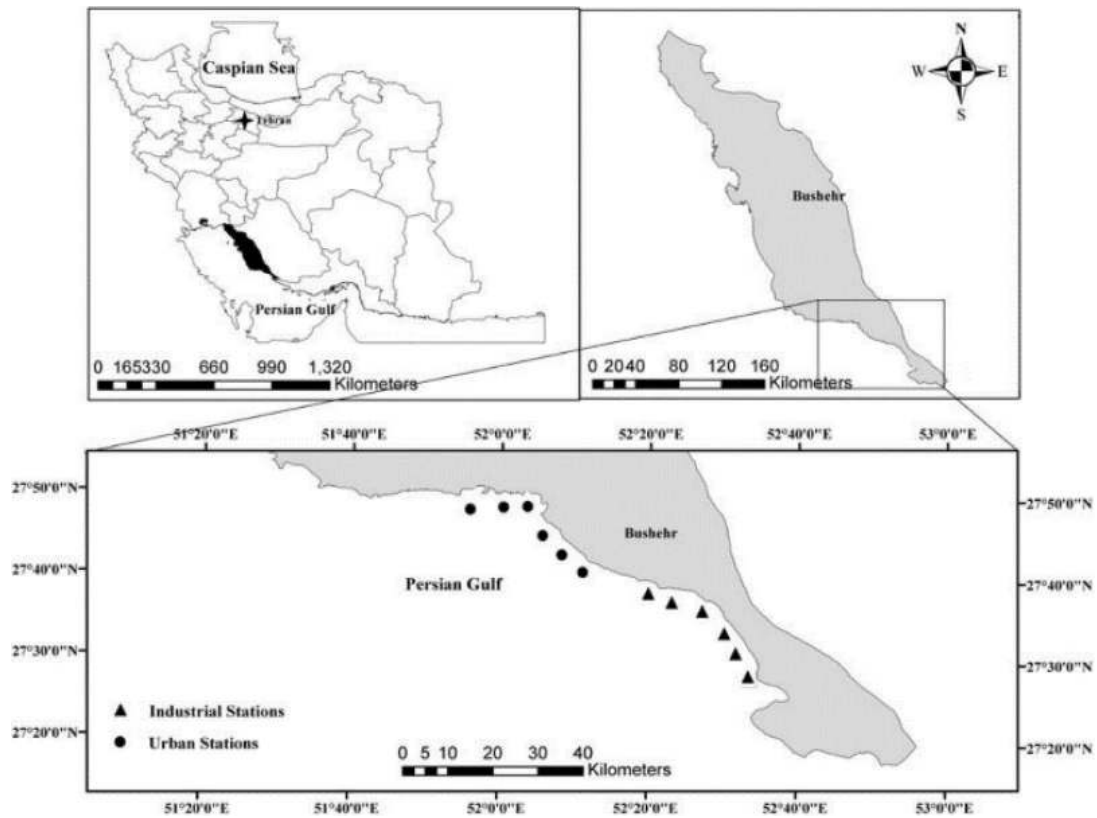 Caspian Sea
Tehran
Persian Gulf
0 165330 660 990 1,320
Kilometers
N
W E
S
Bushehr
0 20 40 80 120 160
Kilometers
51°20'0"E 51°40'0"E 52°0'0"E 52°20'0"E 52°40'0"E 53°0'0"E
27°50'0"N 27°50'0"N
Bushehr
27°40'0"N Persian Gulf 27°40'0"N
27°30'0"N 27°30'0"N
Industrial Stations
27°20'0"N Urban Stations 27°20'0"N
0 5 10 20 30 40
Kilometers
51°20'0"E 51°40'0"E 52°0'0"E 52°20'0"E 52°40'0"E 53°0'0"E